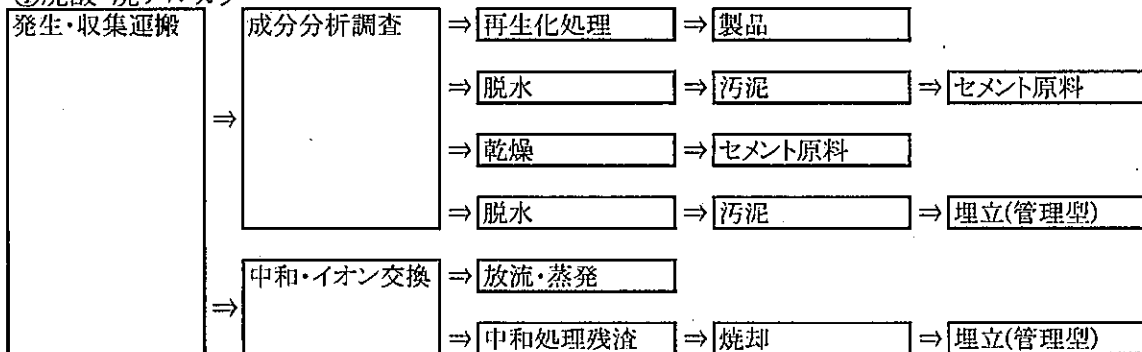 発生・収集運搬 成分分析調査 ⇒ 再生化処理 ⇒ 製品
⇒ 脱水 ⇒ 汚泥 ⇒ セメント原料
⇒
⇒ 乾燥 ⇒ セメント原料
⇒ 脱水 ⇒ 汚泥 ⇒ 埋立(管理型)
中和・イオン交換 ⇒ 放流・蒸発
⇒
⇒ 中和処理残渣 ⇒ 焼却 ⇒ 埋立(管理型)